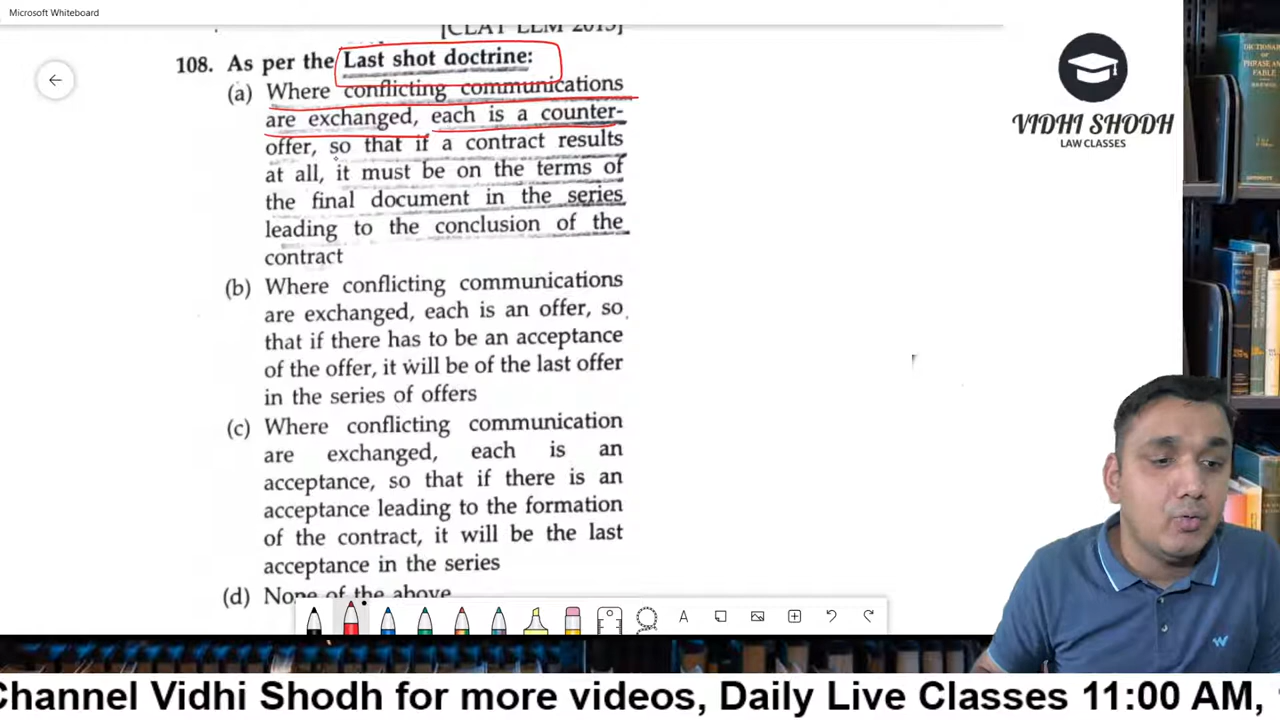 Microsoft Whiteboard
[CLAT LLM 2015]
108. As per the Last shot doctrine:
(a) Where conflicting communications
are exchanged, each is a counter-
offer, so that if a contract results
at all, it must be on the terms of
the final document in the series
leading to the conclusion of the
contract
(b) Where conflicting communications
are exchanged, each is an offer, so
that if there has to be an acceptance
of the offer, it will be of the last offer
in the series of offers
(c) Where conflicting communication
are exchanged, each is an
acceptance, so that if there is an
acceptance leading to the formation
of the contract, it will be the last
acceptance in the series
(d) None of the above
VIDHI SHODH
LAW CLASSES
DICTIONARY
OF
PHRASE AND
FABLE
A
Channel Vidhi Shodh for more videos, Daily Live Classes 11:00 AM,